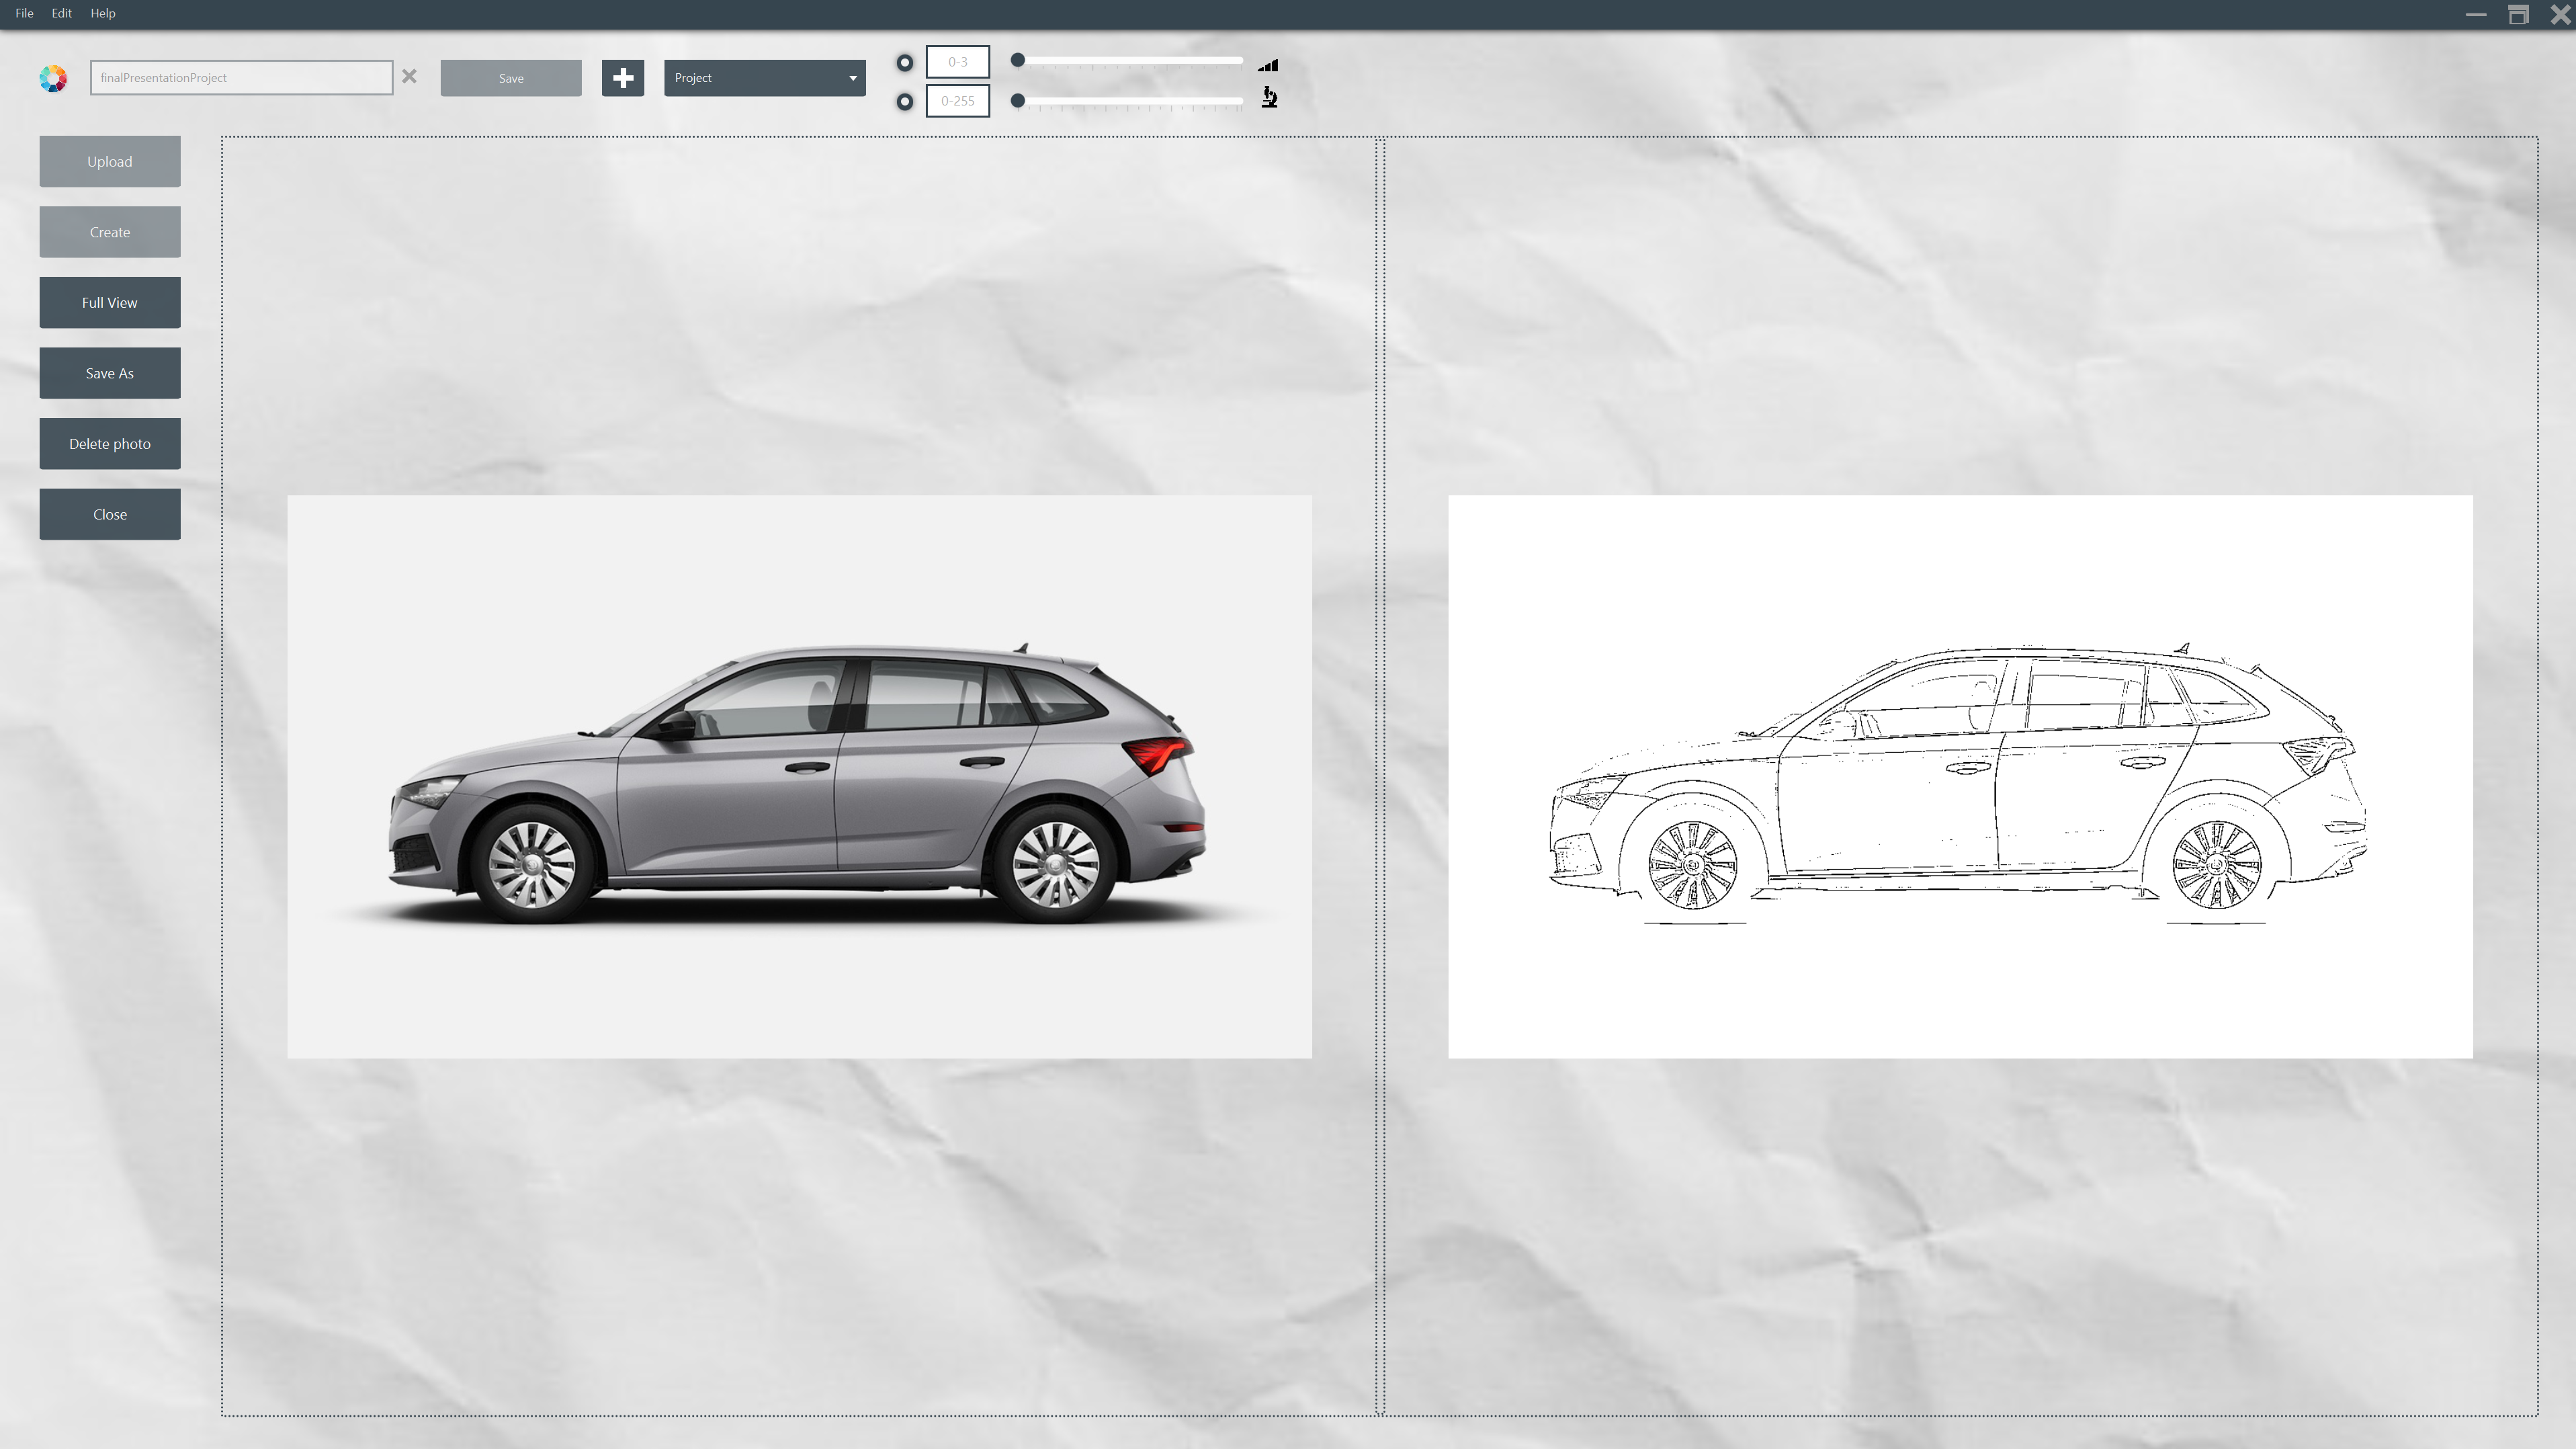 File Edit Help
finalPresentationProject
Save
Project
0-3
0-255
Upload
Create
Full View
Save As
Delete photo
Close